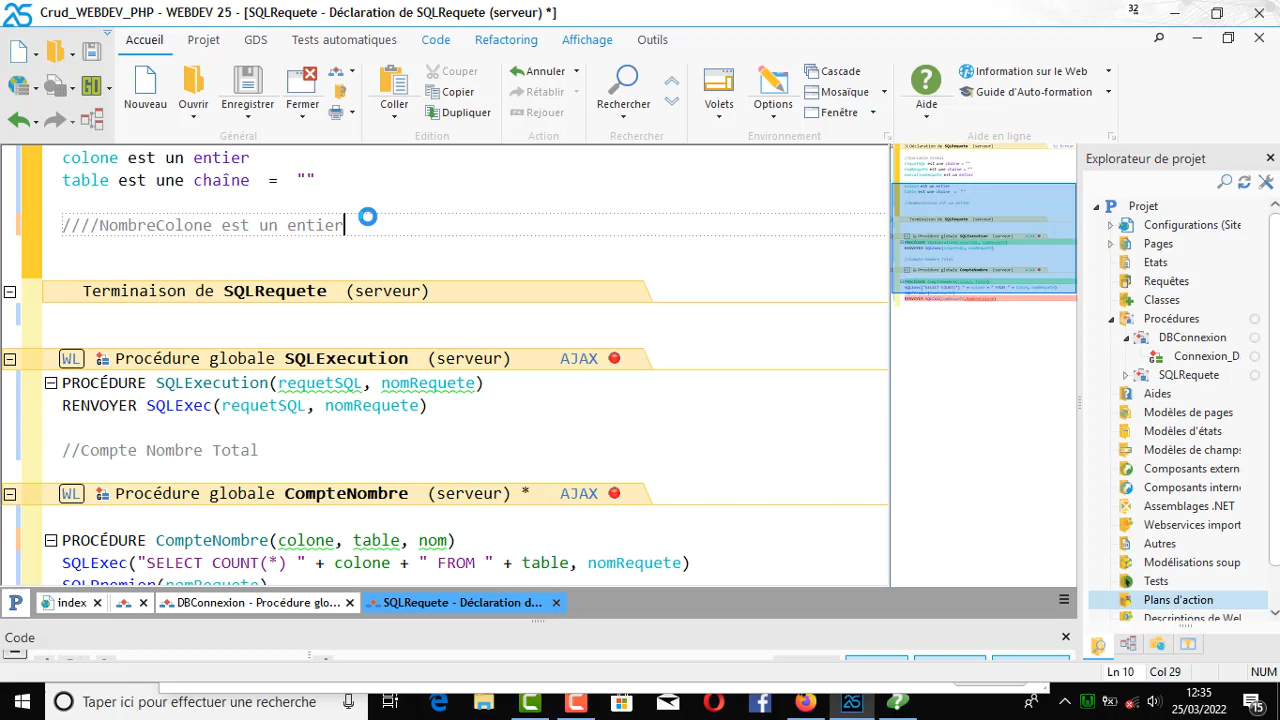 Crud_WEBDEV_PHP - WEBDEV 25 - [SQLRequete - Déclaration de SQLRequete (serveur) *]
32
Accueil Projet GDS Tests automatiques Code Refactoring Affichage Outils
Nouveau Ouvrir Enregistrer Fermer
Général
Coller Couper Copier Dupliquer
Edition
Annuler Rétablir Rejouer
Action
Rechercher
Rechercher
Volets Options Cascade Mosaïque Fenêtre
Environnement
Aide Information sur le Web Guide d'Auto-formation
Aide en ligne
colone est un entier
table est une chaîne = ""
////NombreColone est un entier
Terminaison de SQLRequete (serveur)
WL Procédure globale SQLExecution (serveur) AJAX
PROCÉDURE SQLExecution(requetSQL, nomRequete)
RENVOYER SQLExec(requetSQL, nomRequete)
//Compte Nombre Total
WL Procédure globale CompteNombre (serveur) * AJAX
PROCÉDURE CompteNombre(colone, table, nom)
SQLExec("SELECT COUNT(*) " + colone + " FROM " + table, nomRequete)
SQLPremier(nomRequete)
Explorateur de projet
Projet
Configurations (Site
Pages
Etats
Requêtes
Classes
Procédures
DBConnexion
Connexion_D
SQLRequete
Aides
Modèles de pages
Modèles d'états
Modèles de champs
Composants extern
Composants interne
Assemblages .NET
Webservices import
Autres
Modélisations soup
Tests
Plans d'action
Descriptions de Web
index
DBConnexion - Procédure glo...
SQLRequete - Déclaration d...
Code
Ln 10 Col 29 NUM
Taper ici pour effectuer une recherche
12:35
25/03/2022
15